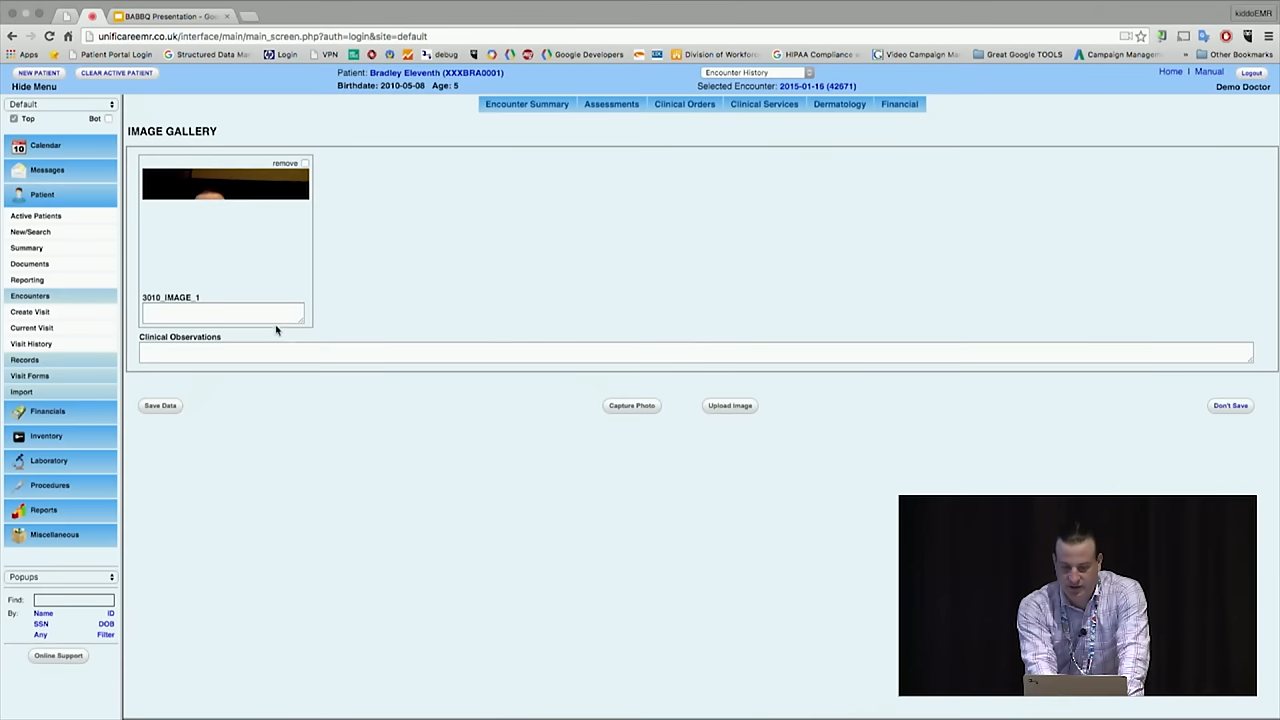 BABBQ Presentation - Goo
kiddoEMR
unificareemr.co.uk/interface/main/main_screen.php?auth=login&site=default
Apps Patient Portal Login Structured Data Mar Login VPN debug Google Developers Division of Workforc HIPAA Compliance Video Campaign Ma Great Google TOOLS Campaign Managem » Other Bookmarks
NEW PATIENT CLEAR ACTIVE PATIENT Patient: Bradley Eleventh (XXXBRA0001) Encounter History Home | Manual Logout
Hide Menu Birthdate: 2010-05-08 Age: 5 Selected Encounter: 2015-01-16 (42671) Demo Doctor
Default
Top Bot
Encounter Summary Assessments Clinical Orders Clinical Services Dermatology Financial
IMAGE GALLERY
10 Calendar
Messages
Patient
Active Patients
New/Search
Summary
Documents
Reporting
Encounters
Create Visit
Current Visit
Visit History
Records
Visit Forms
Import
Financials
Inventory
Laboratory
Procedures
Reports
Miscellaneous
Popups
Find:
By: Name ID
SSN DOB
Any Filter
Online Support
remove
3010_IMAGE_1
Clinical Observations
Save Data Capture Photo Upload Image Don't Save